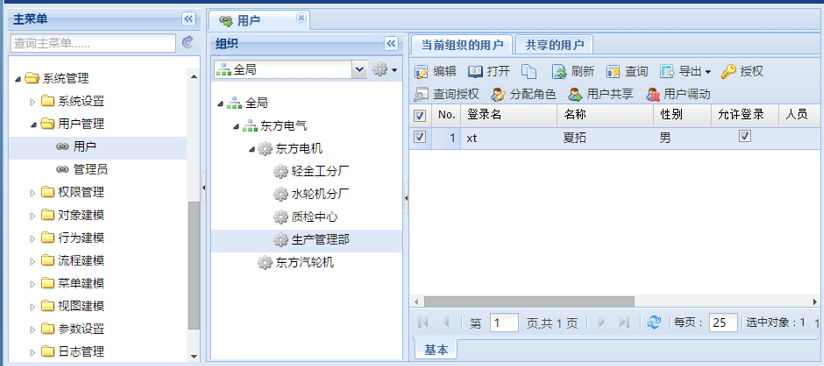 主菜单
查询主菜单......
系统管理
系统设置
用户管理
用户
管理员
权限管理
对象建模
行为建模
流程建模
菜单建模
视图建模
参数设置
日志管理
用户
组织
全局
全局
东方电气
东方电机
轻金工分厂
水轮机分厂
质检中心
生产管理部
东方汽轮机
当前组织的用户 共享的用户
编辑 打开 刷新 查询 导出 授权
查询授权 分配角色 用户共享 用户调动
No. 登录名 名称 性别 允许登录 人员
1 xt 夏拓 男
第 1 页,共 1 页 每页： 25 选中对象：1 1
基本